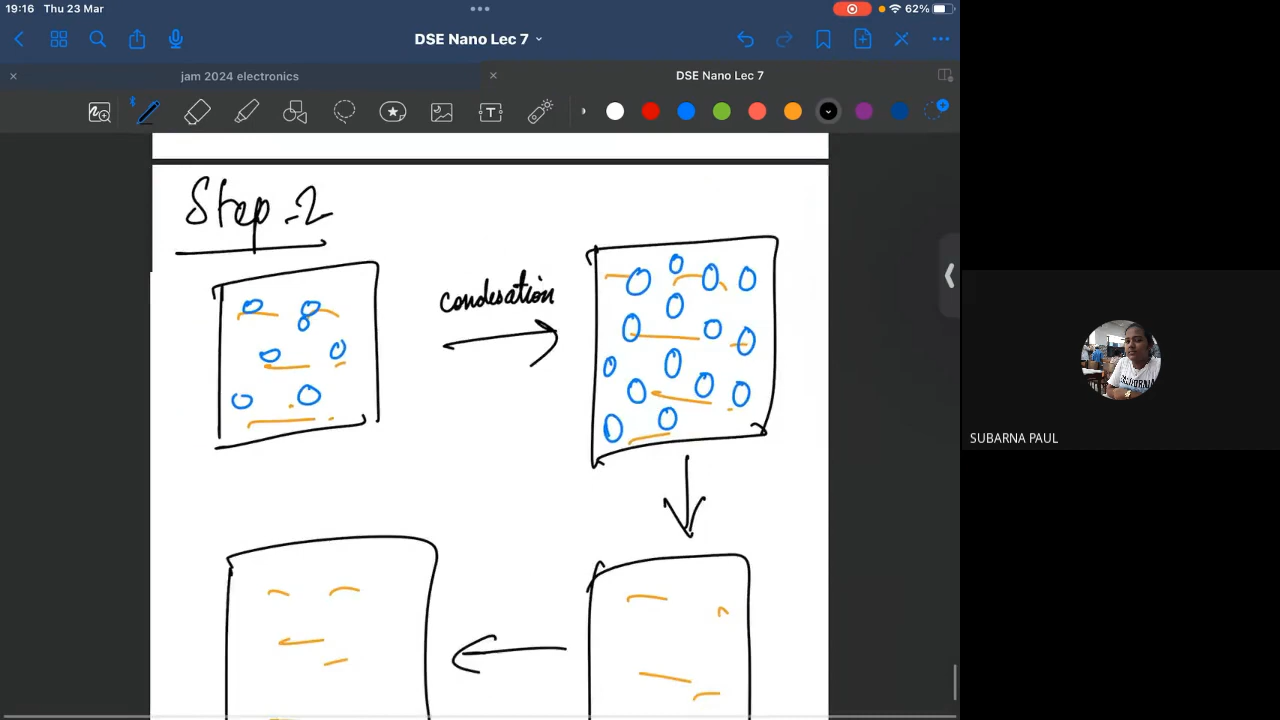 19:16 Thu 23 Mar
62%
DSE Nano Lec 7
jam 2024 electronics
DSE Nano Lec 7
Step-2
condesation
SUBARNA PAUL